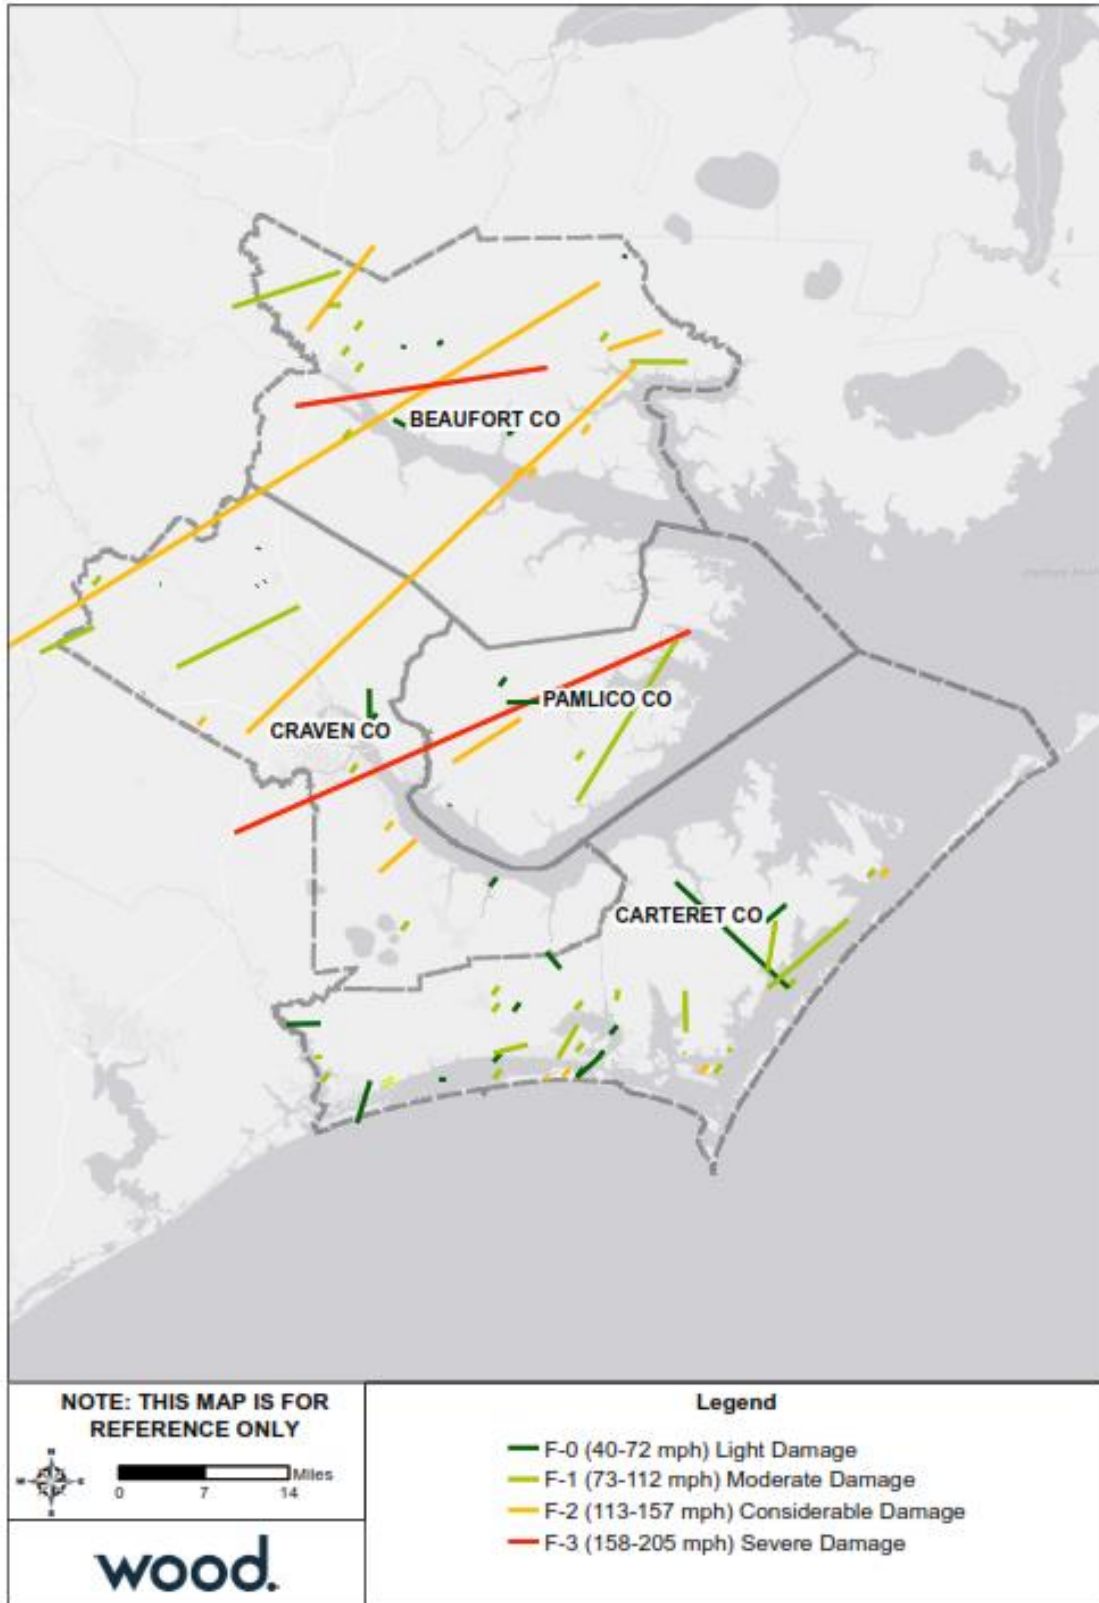 BEAUFORT CO
PAMLICO CO
CRAVEN CO
CARTERET CO
NOTE: THIS MAP IS FOR
REFERENCE ONLY
N
W E
S
Miles
0 7 14
wood.
Legend
F-0 (40-72 mph) Light Damage
F-1 (73-112 mph) Moderate Damage
F-2 (113-157 mph) Considerable Damage
F-3 (158-205 mph) Severe Damage